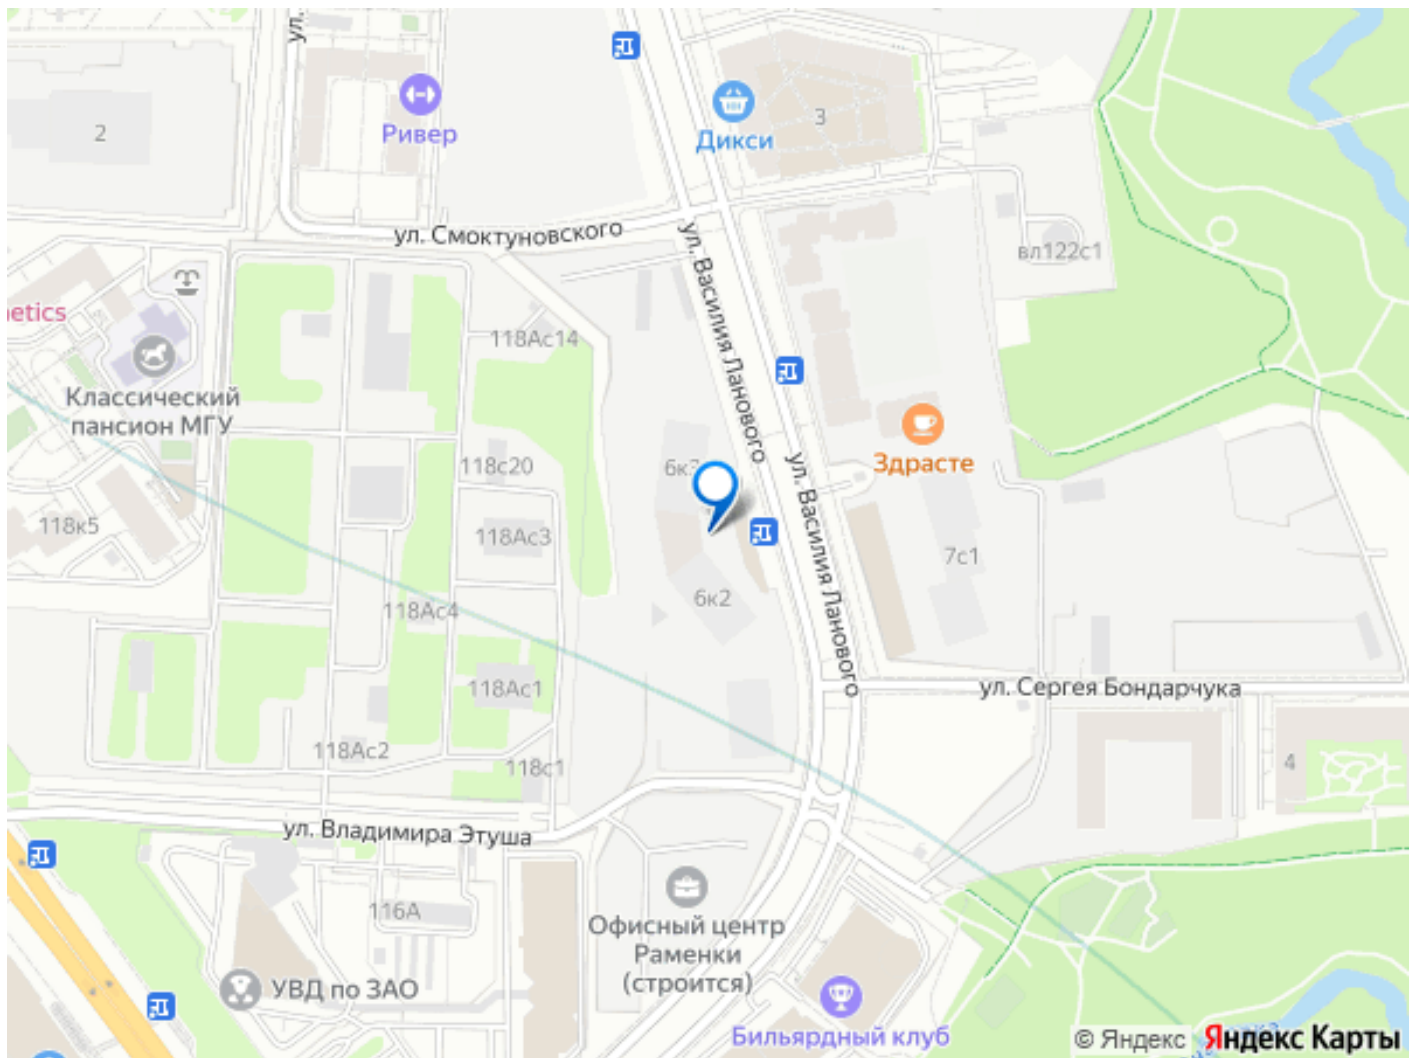 ул.
Ривер
2
Дикси
3
ул. Смоктуновского
вл122с1
ул. Василия Ланового
netics
118Ас14
Классический
пансион МГУ
Здрасте
6к3
118с20
ул. Василия Ланового
118к5
118Ас3
7с1
6к2
118Ас4
118Ас1
ул. Сергея Бондарчука
118Ас2
118с1
4
ул. Владимира Этуша
116А
Офисный центр
Раменки
(строится)
УВД по ЗАО
Бильярдный клуб
© Яндекс Яндекс Карты